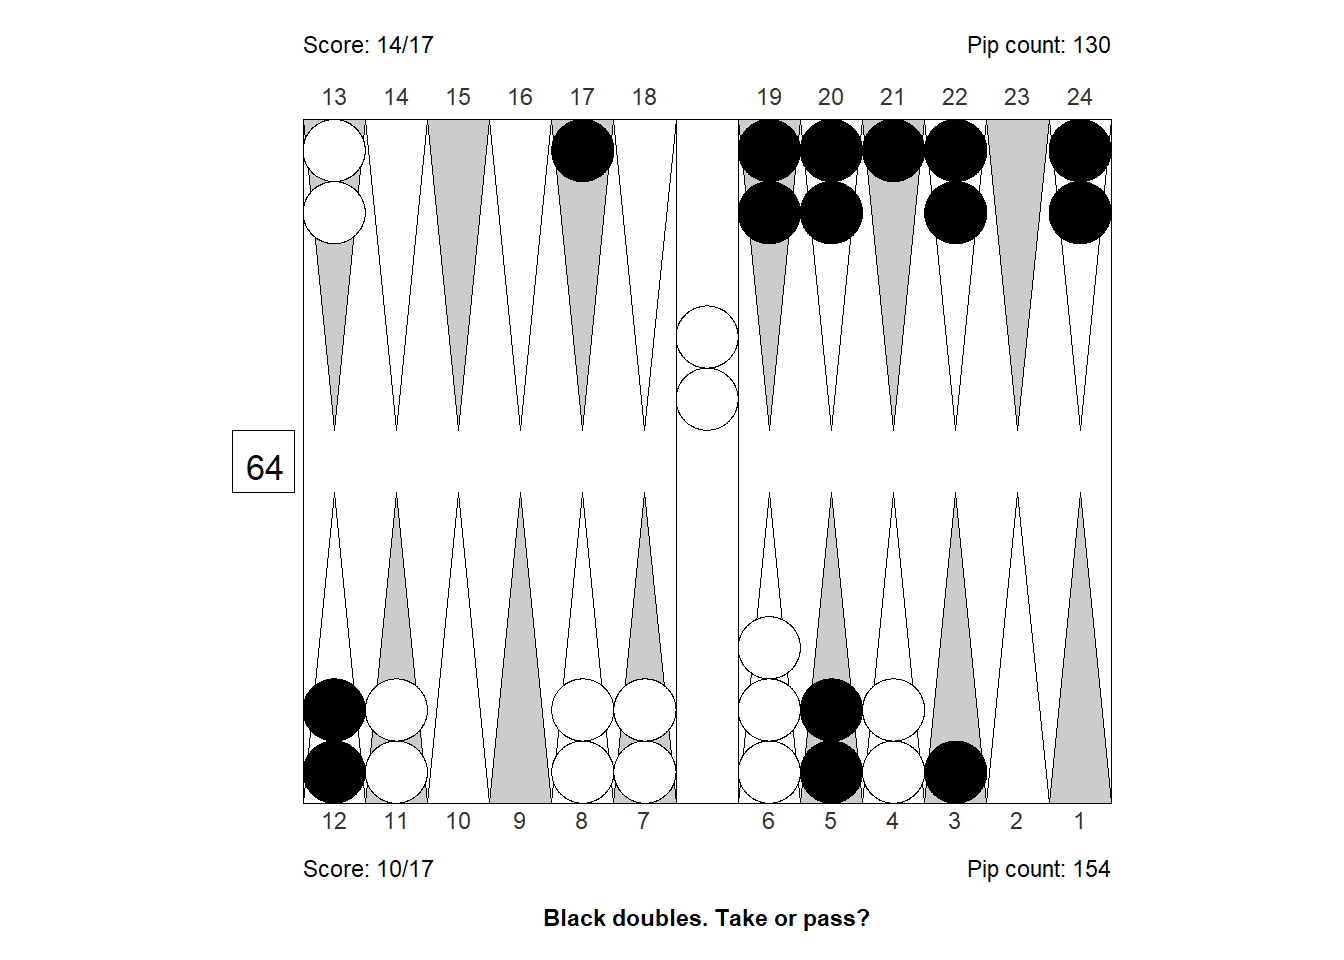 Score: 14/17 Pip count: 130
13 14 15 16 17 18 19 20 21 22 23 24
64
12 11 10 9 8 7 6 5 4 3 2 1
Score: 10/17 Pip count: 154
Black doubles. Take or pass?